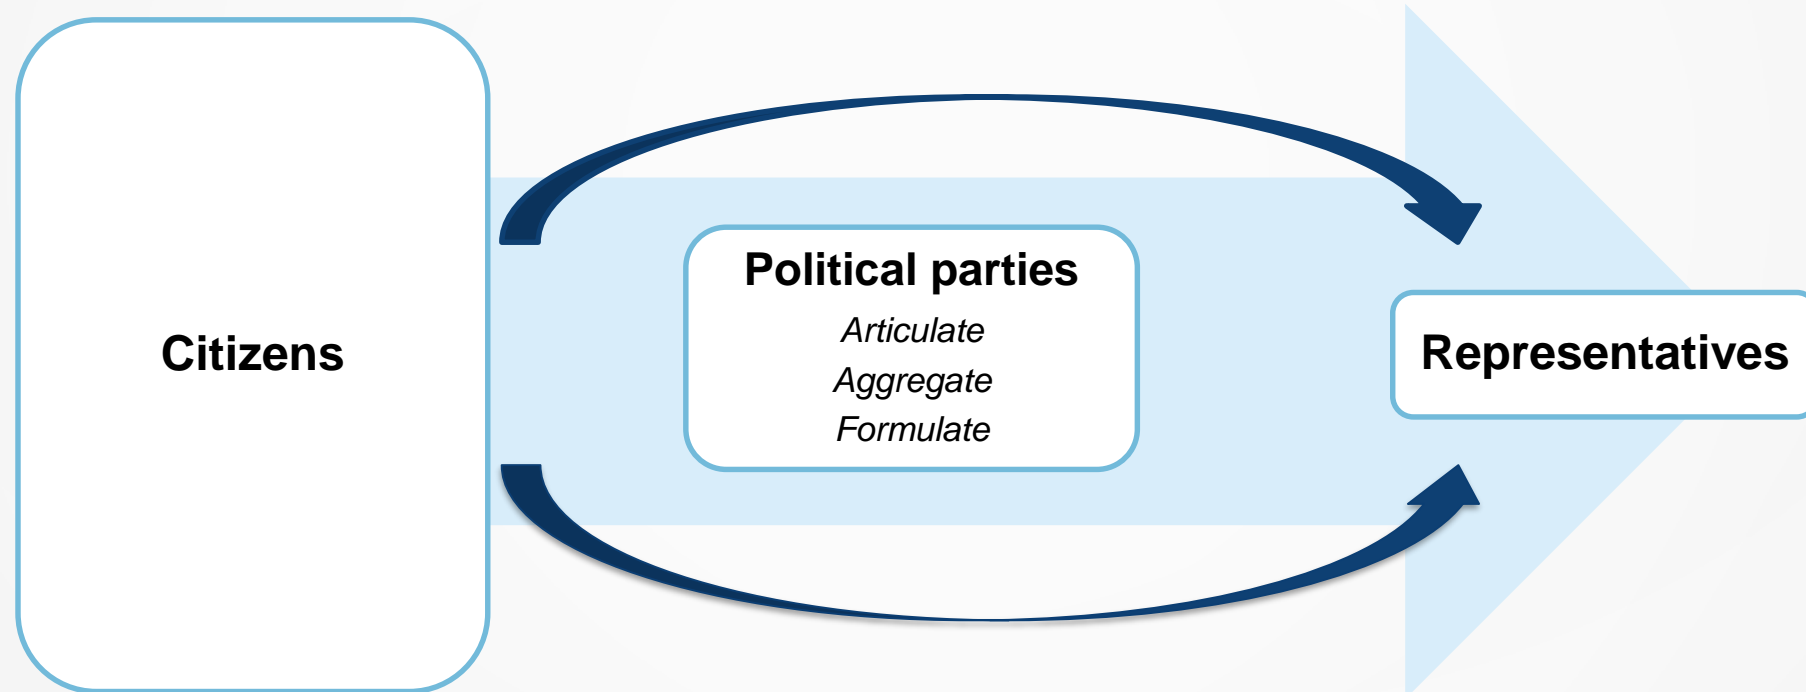 Citizens
Political parties
Articulate
Aggregate
Formulate
Representatives